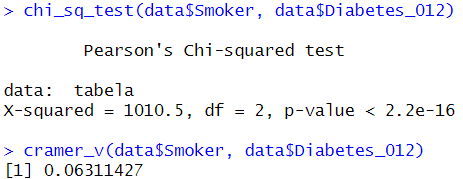 > chi_sq_test(data$Smoker, data$Diabetes_012)
Pearson's Chi-squared test
data:  tabela
X-squared = 1010.5, df = 2, p-value < 2.2e-16
> cramer_v(data$Smoker, data$Diabetes_012)
[1] 0.06311427